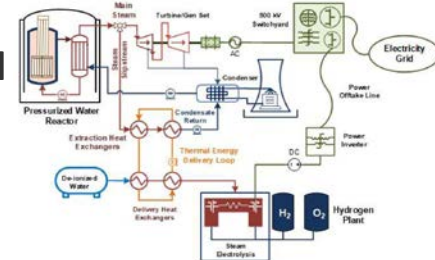 Main
Steam
Turbine/Gen Set
500 kV
Switchyard
Steam
Slipstream
AC
Electricity
Grid
Condenser
Pressurized Water
Reactor
Condensate
Return
Power
Offtake Line
Extraction Heat
Exchangers
Thermal Energy
Delivery Loop
DC
Power
Inverter
De-ionized
Water
Delivery Heat
Exchangers
H2
O2
Hydrogen
Plant
Steam
Electrolysis